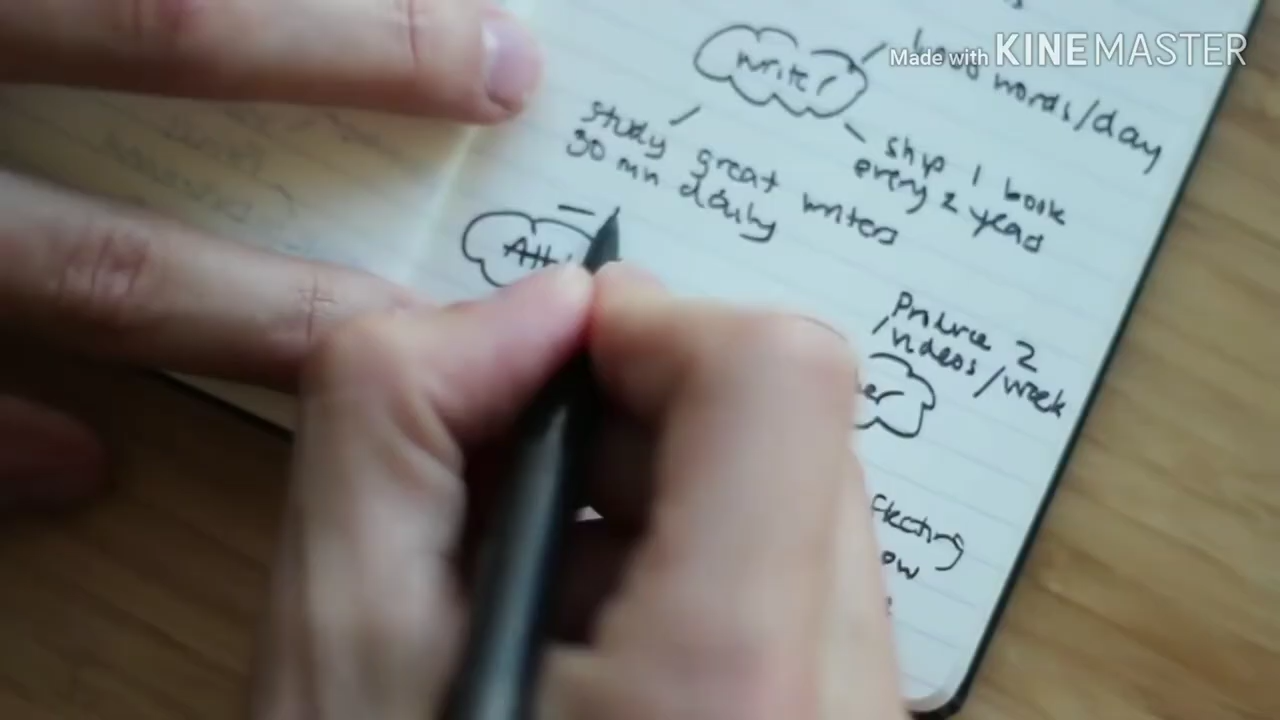 Made with KINEMASTER
writer
1000 words/day
study great writers
30 min daily
ship 1 book
every 2 years
Produce 2
videos/week